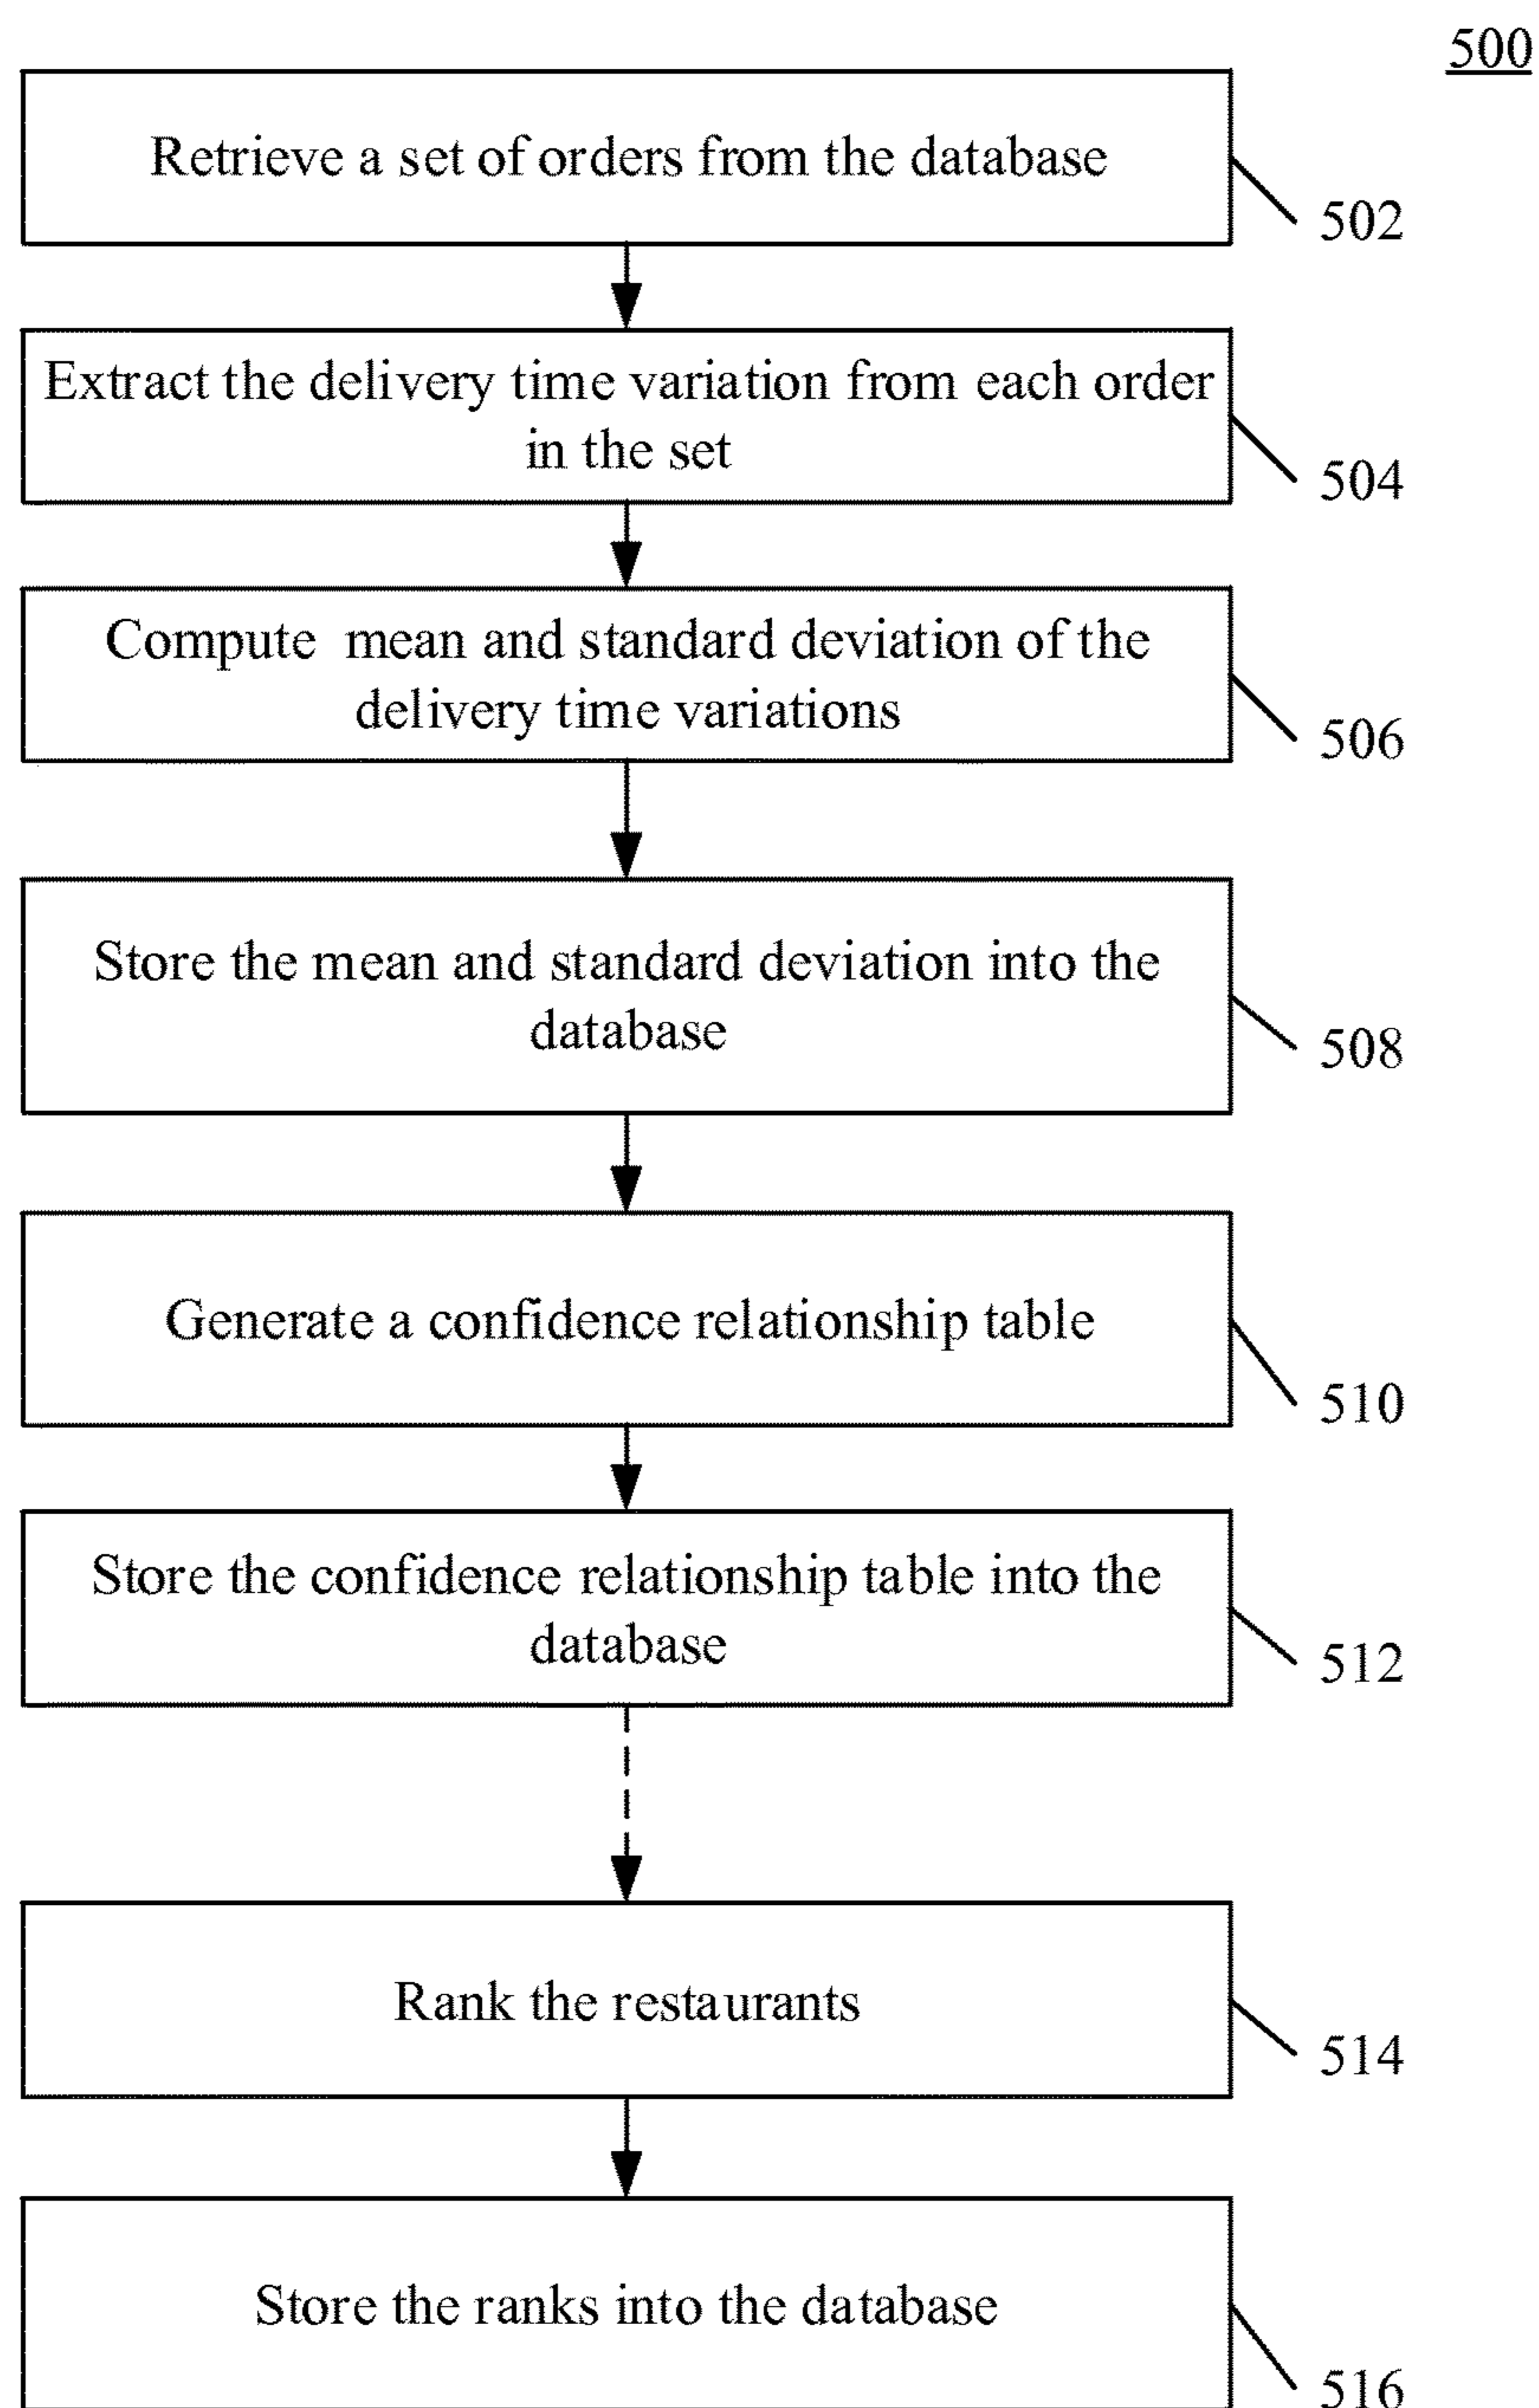 500
Retrieve a set of orders from the database
502
Extract the delivery time variation from each order
in the set
504
Compute mean and standard deviation of the
delivery time variations
506
Store the mean and standard deviation into the
database
508
Generate a confidence relationship table
510
Store the confidence relationship table into the
database
512
Rank the restaurants
514
Store the ranks into the database
516